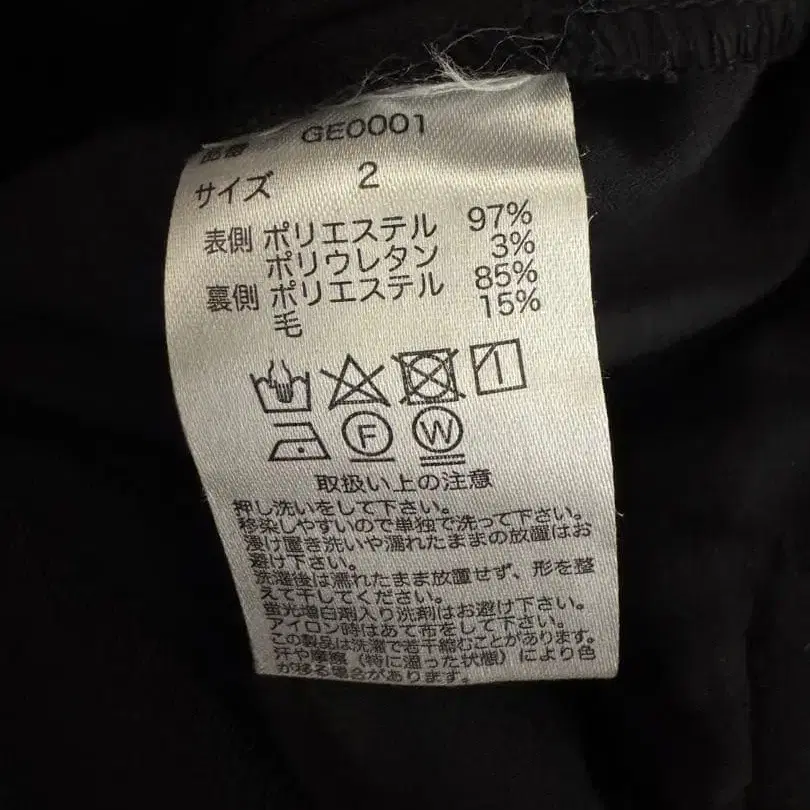 品番 GE0001
サイズ 2
表側 ポリエステル 97%
ポリウレタン 3%
裏側 ポリエステル 85%
毛 15%
F W
取扱い上の注意
押し洗いをして下さい。
移染しやすいので単独で洗って下さい。
浸け置き洗いや濡れたままの放置はお
避け下さい。
洗濯後は濡れたまま放置せず、形を整
えて干してください。
蛍光増白剤入り洗剤はお避け下さい。
アイロン時はあて布をして下さい。
この製品は洗濯で若干縮むことがあります。
汗や摩擦（特に湿った状態）により色
が移る場合があります。